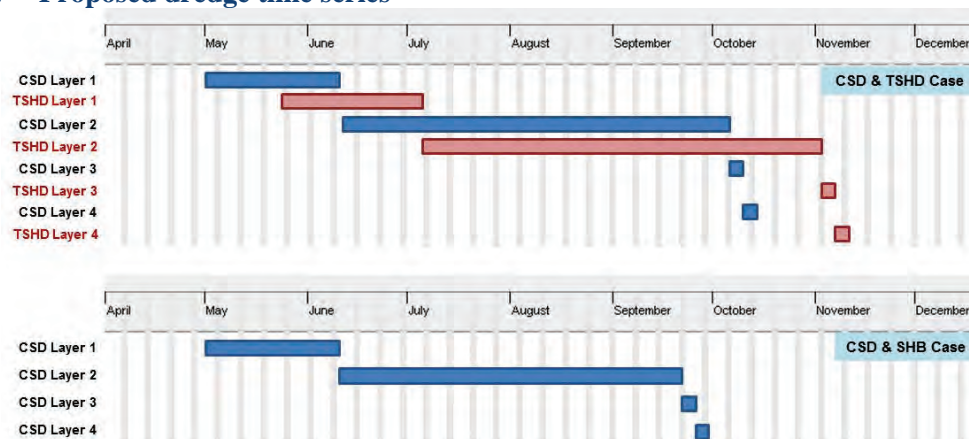 Proposed dredge time series
April May June July August September October November December
CSD Layer 1
CSD & TSHD Case
TSHD Layer 1
CSD Layer 2
TSHD Layer 2
CSD Layer 3
TSHD Layer 3
CSD Layer 4
TSHD Layer 4
April May June July August September October November December
CSD Layer 1
CSD & SHB Case
CSD Layer 2
CSD Layer 3
CSD Layer 4